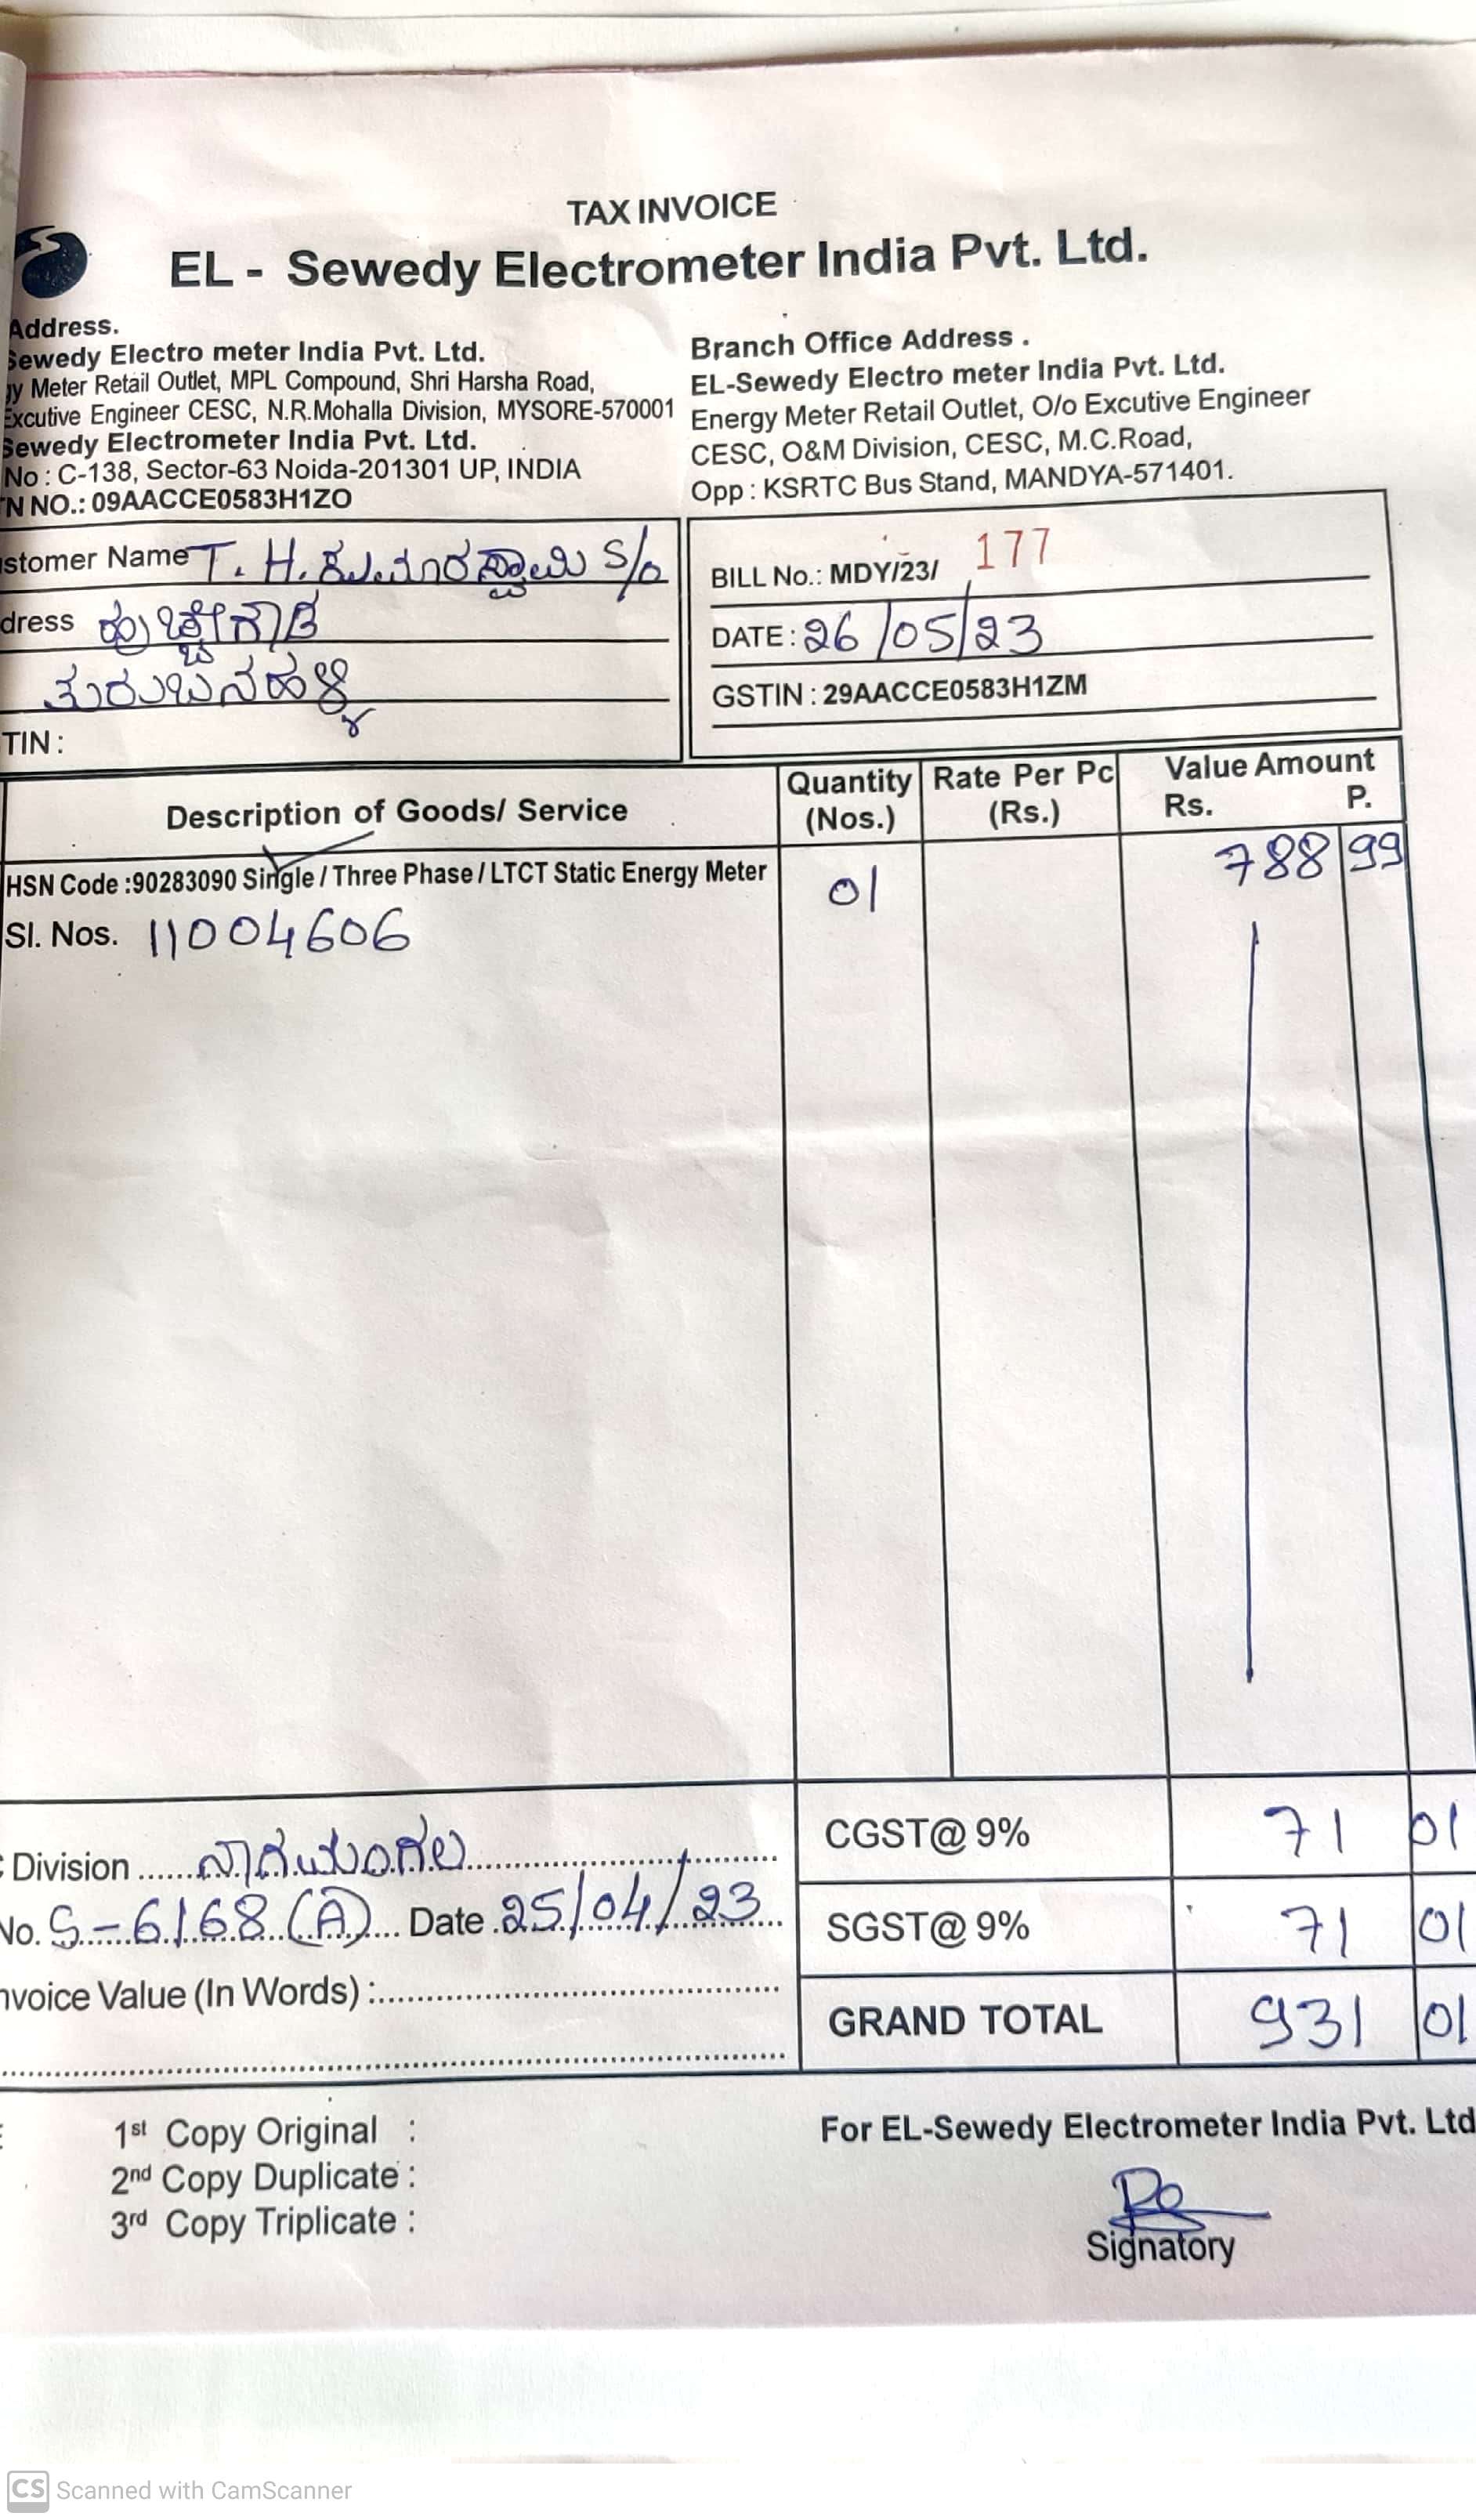 TAX INVOICE
EL - Sewedy Electrometer India Pvt. Ltd.
Address.
Sewedy Electro meter India Pvt. Ltd.
gy Meter Retail Outlet, MPL Compound, Shri Harsha Road,
Excutive Engineer CESC, N.R.Mohalla Division, MYSORE-570001
Sewedy Electrometer India Pvt. Ltd.
No : C-138, Sector-63 Noida-201301 UP, INDIA
TN NO.: 09AACCE0583H1ZO
Branch Office Address .
EL-Sewedy Electro meter India Pvt. Ltd.
Energy Meter Retail Outlet, O/o Excutive Engineer
CESC, O&M Division, CESC, M.C.Road,
Opp : KSRTC Bus Stand, MANDYA-571401.
stomer Name T. H. ಕುಮಾರಸ್ವಾಮಿ S/o
dress ಹುಚ್ಚೇಗೌಡ
ತುರುಬನಹಳ್ಳಿ
TIN :
BILL No.: MDY/23/ 177
DATE : 26/05/23
GSTIN : 29AACCE0583H1ZM
Description of Goods/ Service Quantity (Nos.) Rate Per Pc (Rs.) Value Amount Rs. P.
HSN Code :90283090 Single / Three Phase / LTCT Static Energy Meter 01 788 99
Sl. Nos. 11004606
Division ನಾಗಮಂಗಲ
CGST@ 9% 71 01
No. S-6168 (A) Date 25/04/23
SGST@ 9% 71 01
nvoice Value (In Words) :
GRAND TOTAL 931 01
1st Copy Original :
2nd Copy Duplicate :
3rd Copy Triplicate :
For EL-Sewedy Electrometer India Pvt. Ltd
Signatory
CS Scanned with CamScanner